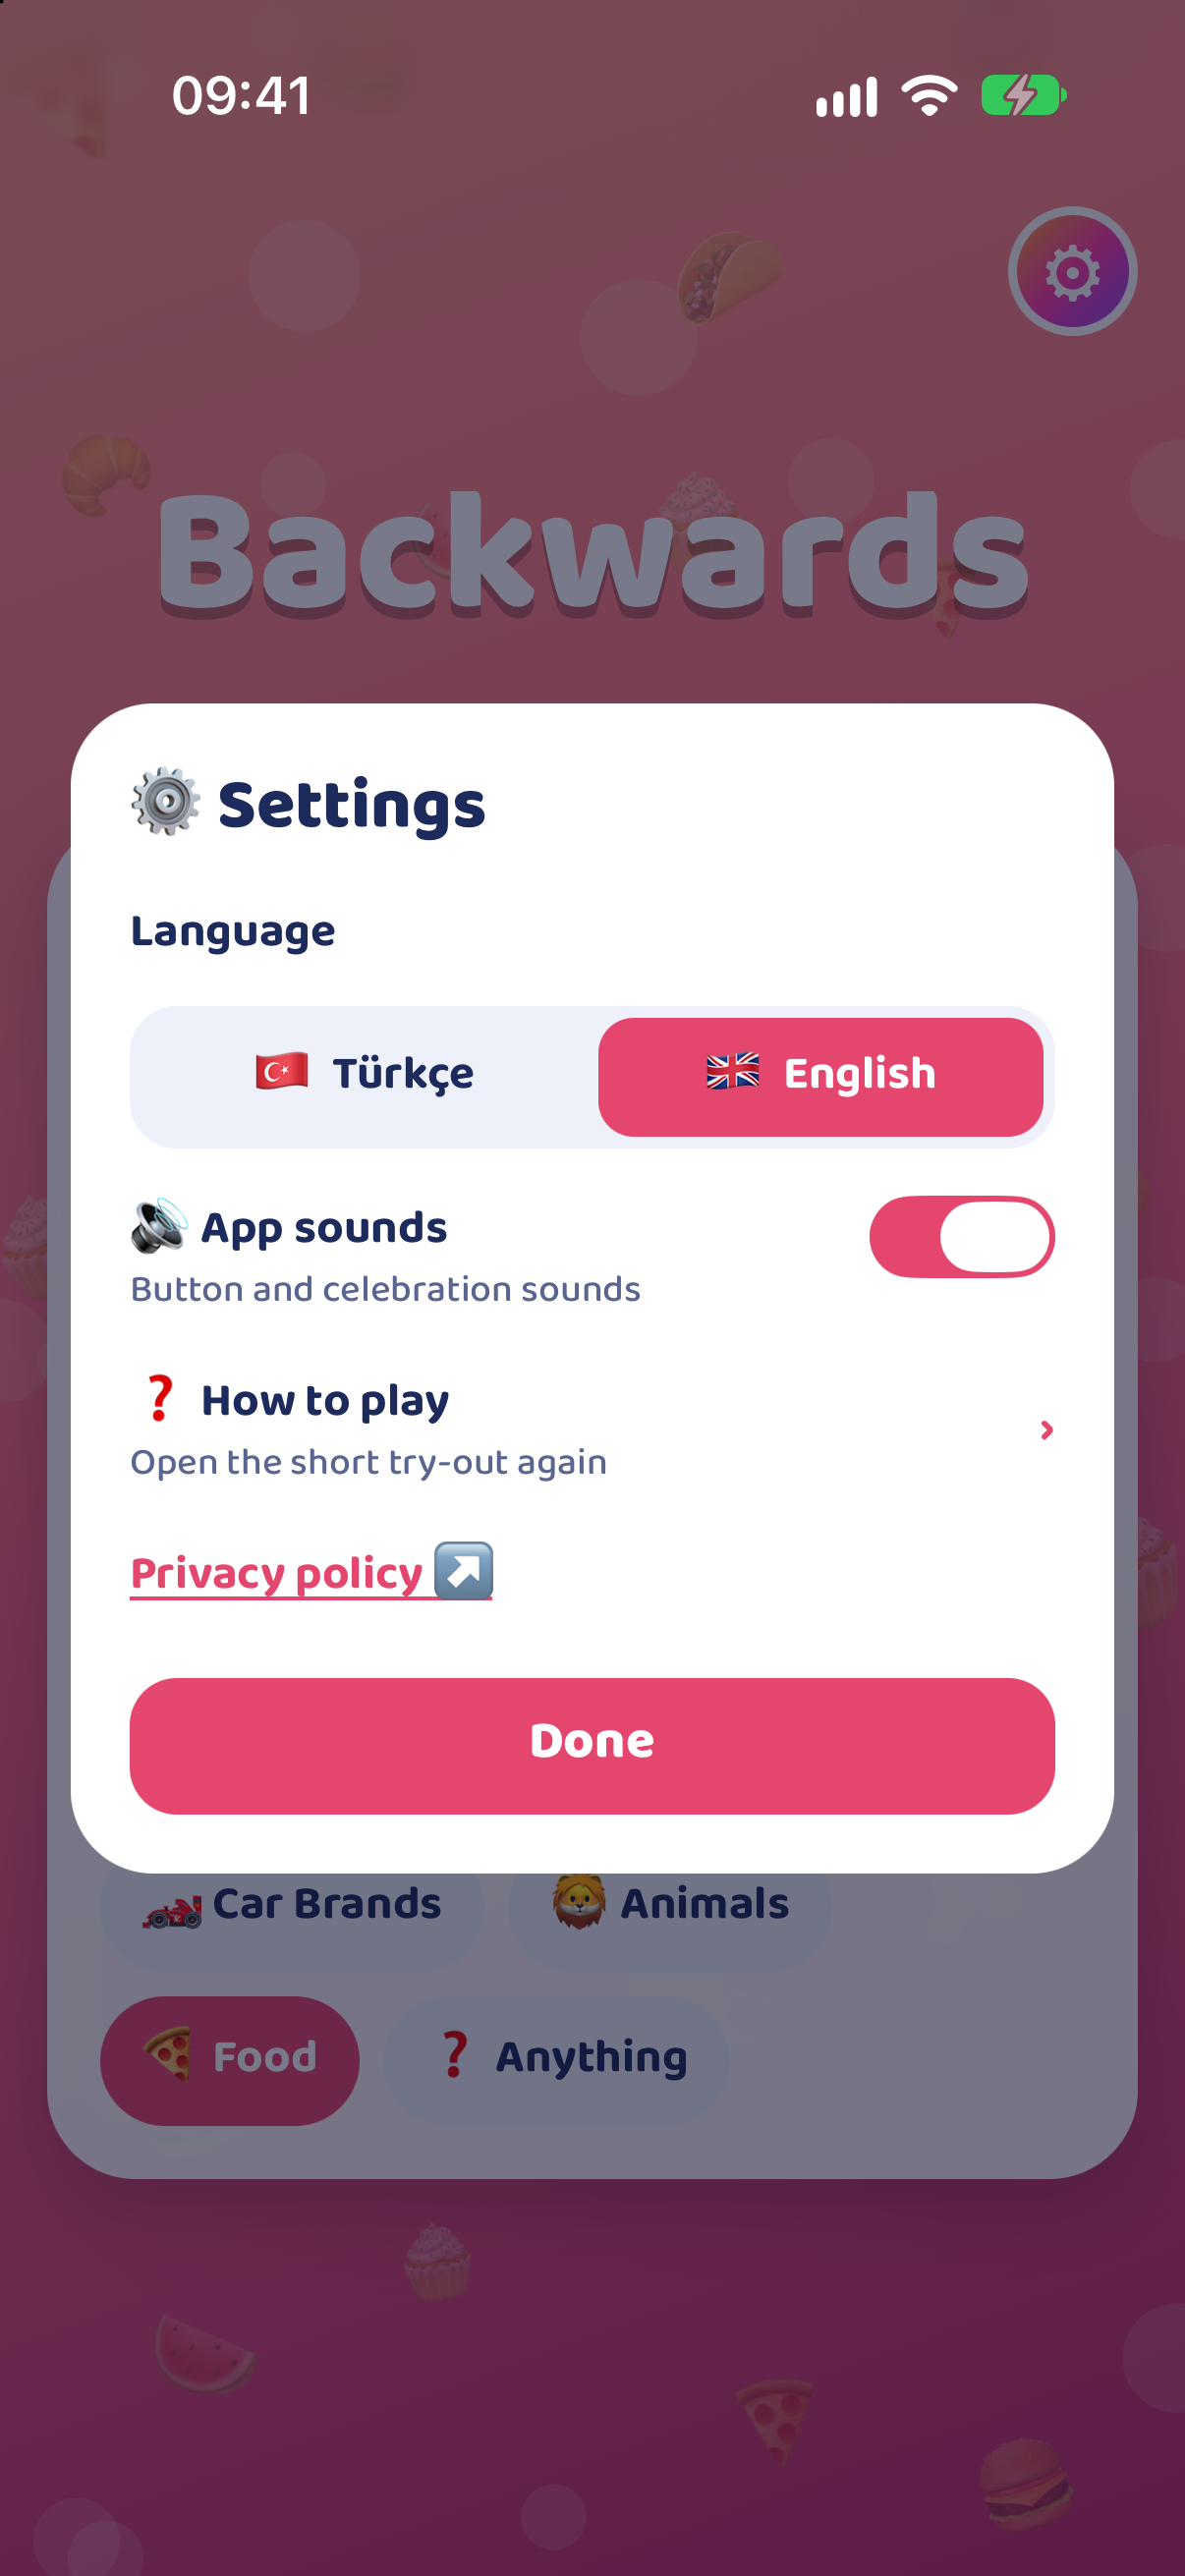 09:41
Backwards
Settings
Language
Türkçe
English
App sounds
Button and celebration sounds
❓ How to play
Open the short try-out again
Privacy policy ↗️
Done
Car Brands
Animals
Food
❓ Anything